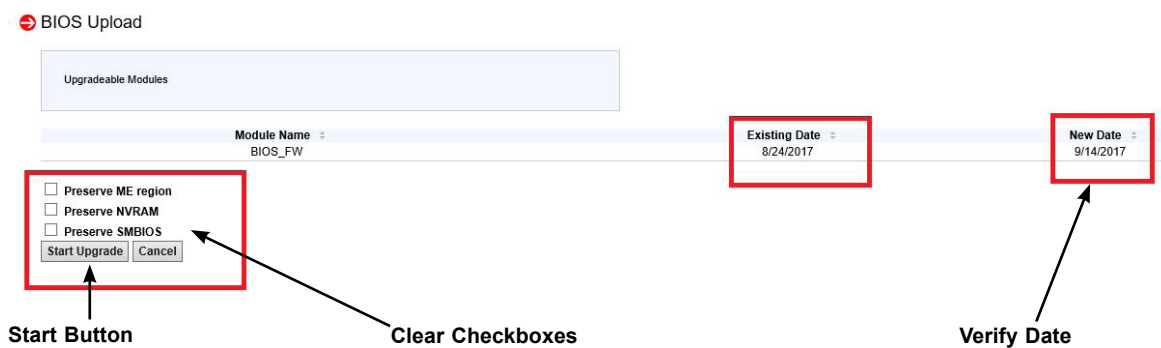 BIOS Upload
Upgradeable Modules
Module Name Existing Date New Date
BIOS_FW 8/24/2017 9/14/2017
Preserve ME region
Preserve NVRAM
Preserve SMBIOS
Start Upgrade Cancel
Start Button Clear Checkboxes Verify Date